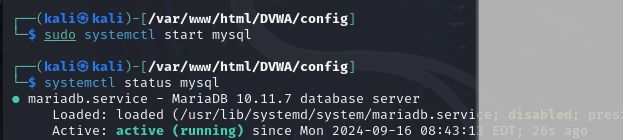 ┌──(kali㉿kali)-[/var/www/html/DVWA/config]
└─$ sudo systemctl start mysql
┌──(kali㉿kali)-[/var/www/html/DVWA/config]
└─$ systemctl status mysql
● mariadb.service - MariaDB 10.11.7 database server
Loaded: loaded (/usr/lib/systemd/system/mariadb.service; disabled; pres
Active: active (running) since Mon 2024-09-16 08:43:13 EDT; 26s ago